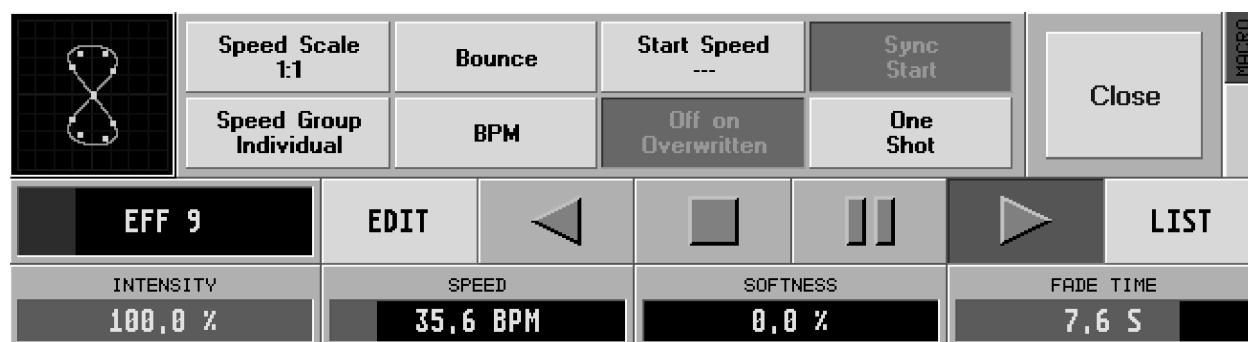 Speed Scale
1:1
Bounce
Start Speed
---
Sync
Start
MACRO
Close
Speed Group
Individual
BPM
Off on
Overwritten
One
Shot
EFF 9
EDIT
LIST
INTENSITY
SPEED
SOFTNESS
FADE TIME
100,0 %
35,6 BPM
0,0 %
7,6 S